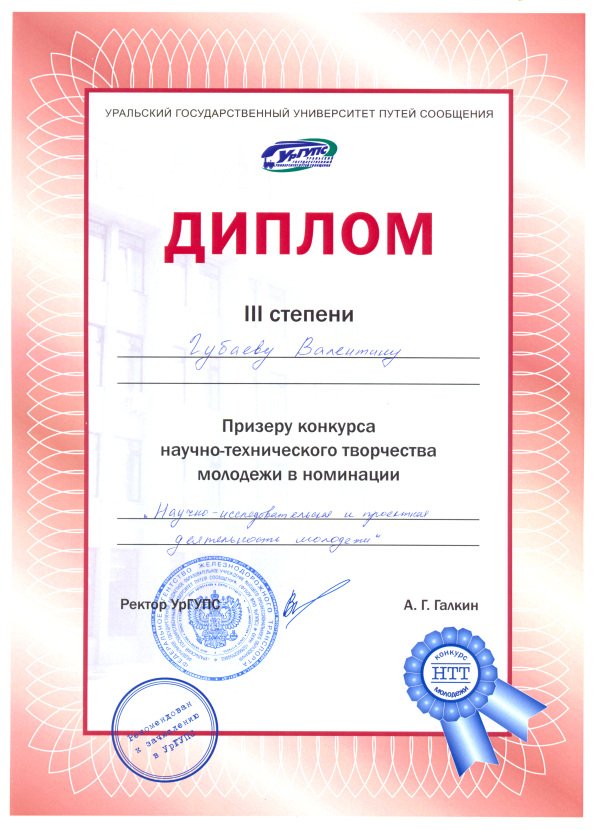 УРАЛЬСКИЙ ГОСУДАРСТВЕННЫЙ УНИВЕРСИТЕТ ПУТЕЙ СООБЩЕНИЯ
УрГУПС
ДИПЛОМ
III степени
Губаеву Валентину
Призеру конкурса
научно-технического творчества
молодежи в номинации
„Научно-исследовательская и проектная
деятельность молодежи“
Ректор УрГУПС
А. Г. Галкин
конкурс
НТТ
молодежи
Рекомендован
к зачислению
в УрГУПС